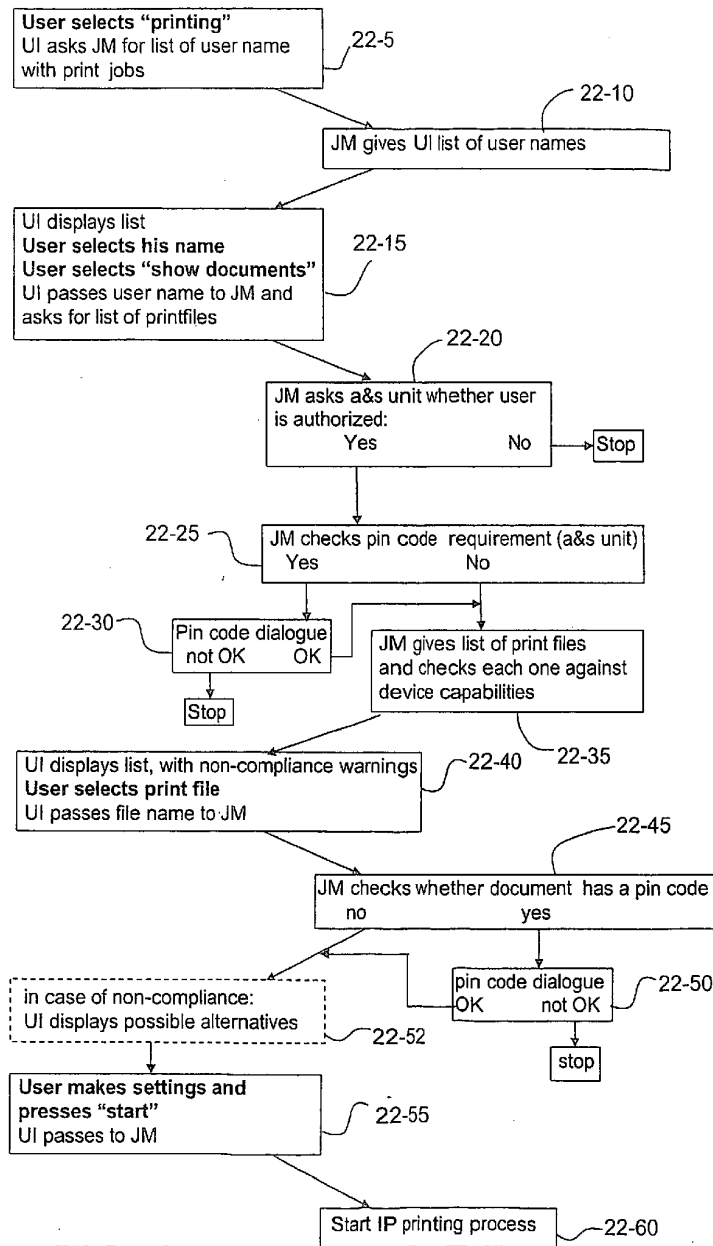 User selects “printing”
UI asks JM for list of user name
with print jobs
22-5
22-10
JM gives UI list of user names
UI displays list
User selects his name
User selects “show documents”
UI passes user name to JM and
asks for list of printfiles
22-15
22-20
JM asks a&s unit whether user
is authorized:
Yes No
Stop
22-25
JM checks pin code requirement (a&s unit)
Yes No
22-30
Pin code dialogue
not OK OK
Stop
JM gives list of print files
and checks each one against
device capabilities
22-35
UI displays list, with non-compliance warnings
User selects print file
UI passes file name to JM
22-40
22-45
JM checks whether document has a pin code
no yes
pin code dialogue
OK not OK
22-50
stop
in case of non-compliance:
UI displays possible alternatives
22-52
User makes settings and
presses “start”
UI passes to JM
22-55
Start IP printing process
22-60